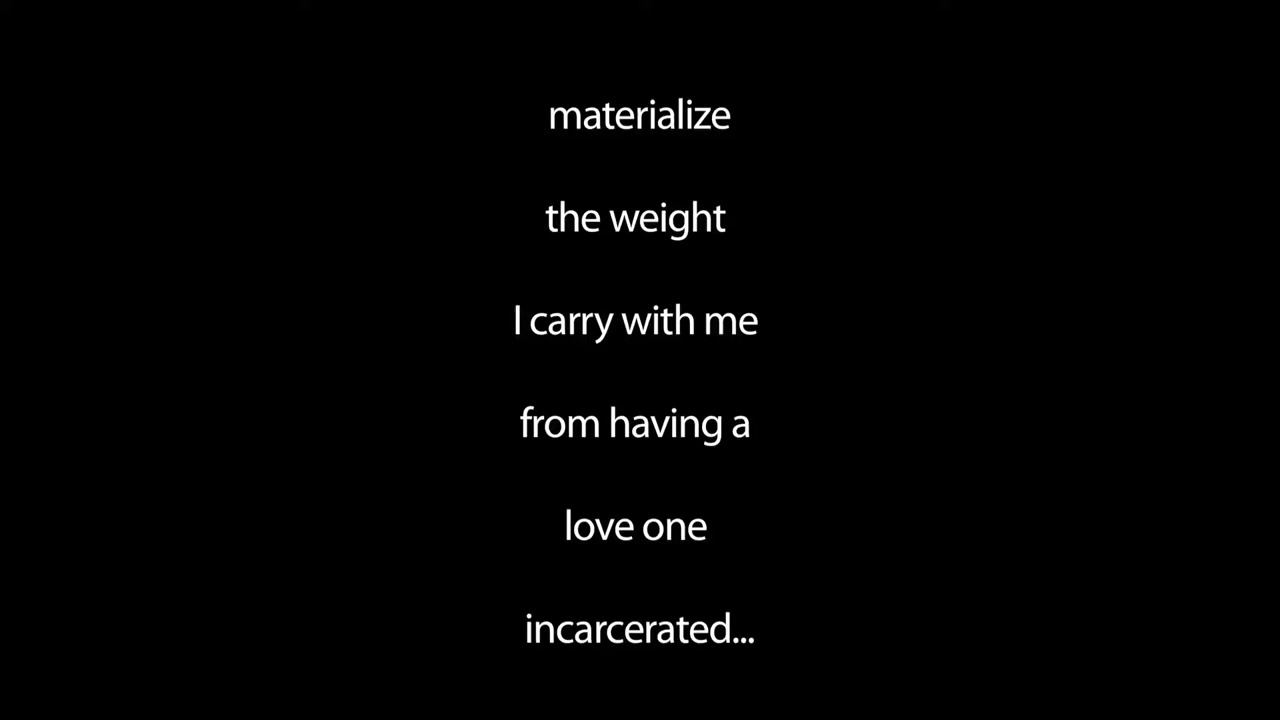 materialize
the weight
I carry with me
from having a
love one
incarcerated...